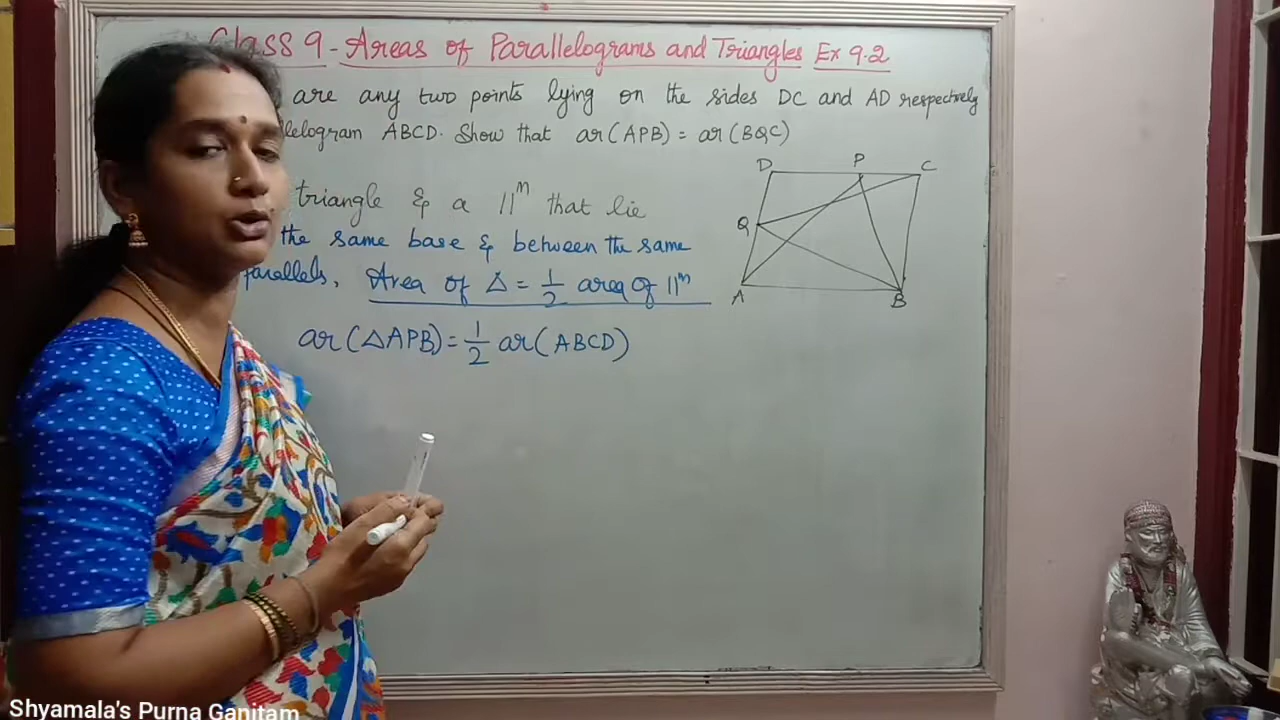 Class 9 - Areas of Parallelograms and Triangles Ex 9.2
are any two points lying on the sides DC and AD respectively
llelogram ABCD. Show that ar(APB) = ar(BQC)
triangle & a ||m that lie
the same base & between the same
parallels, Area of Δ = 1/2 area of ||m
ar(ΔAPB) = 1/2 ar(ABCD)
D P C
Q
A B
Shyamala's Purna Ganitam